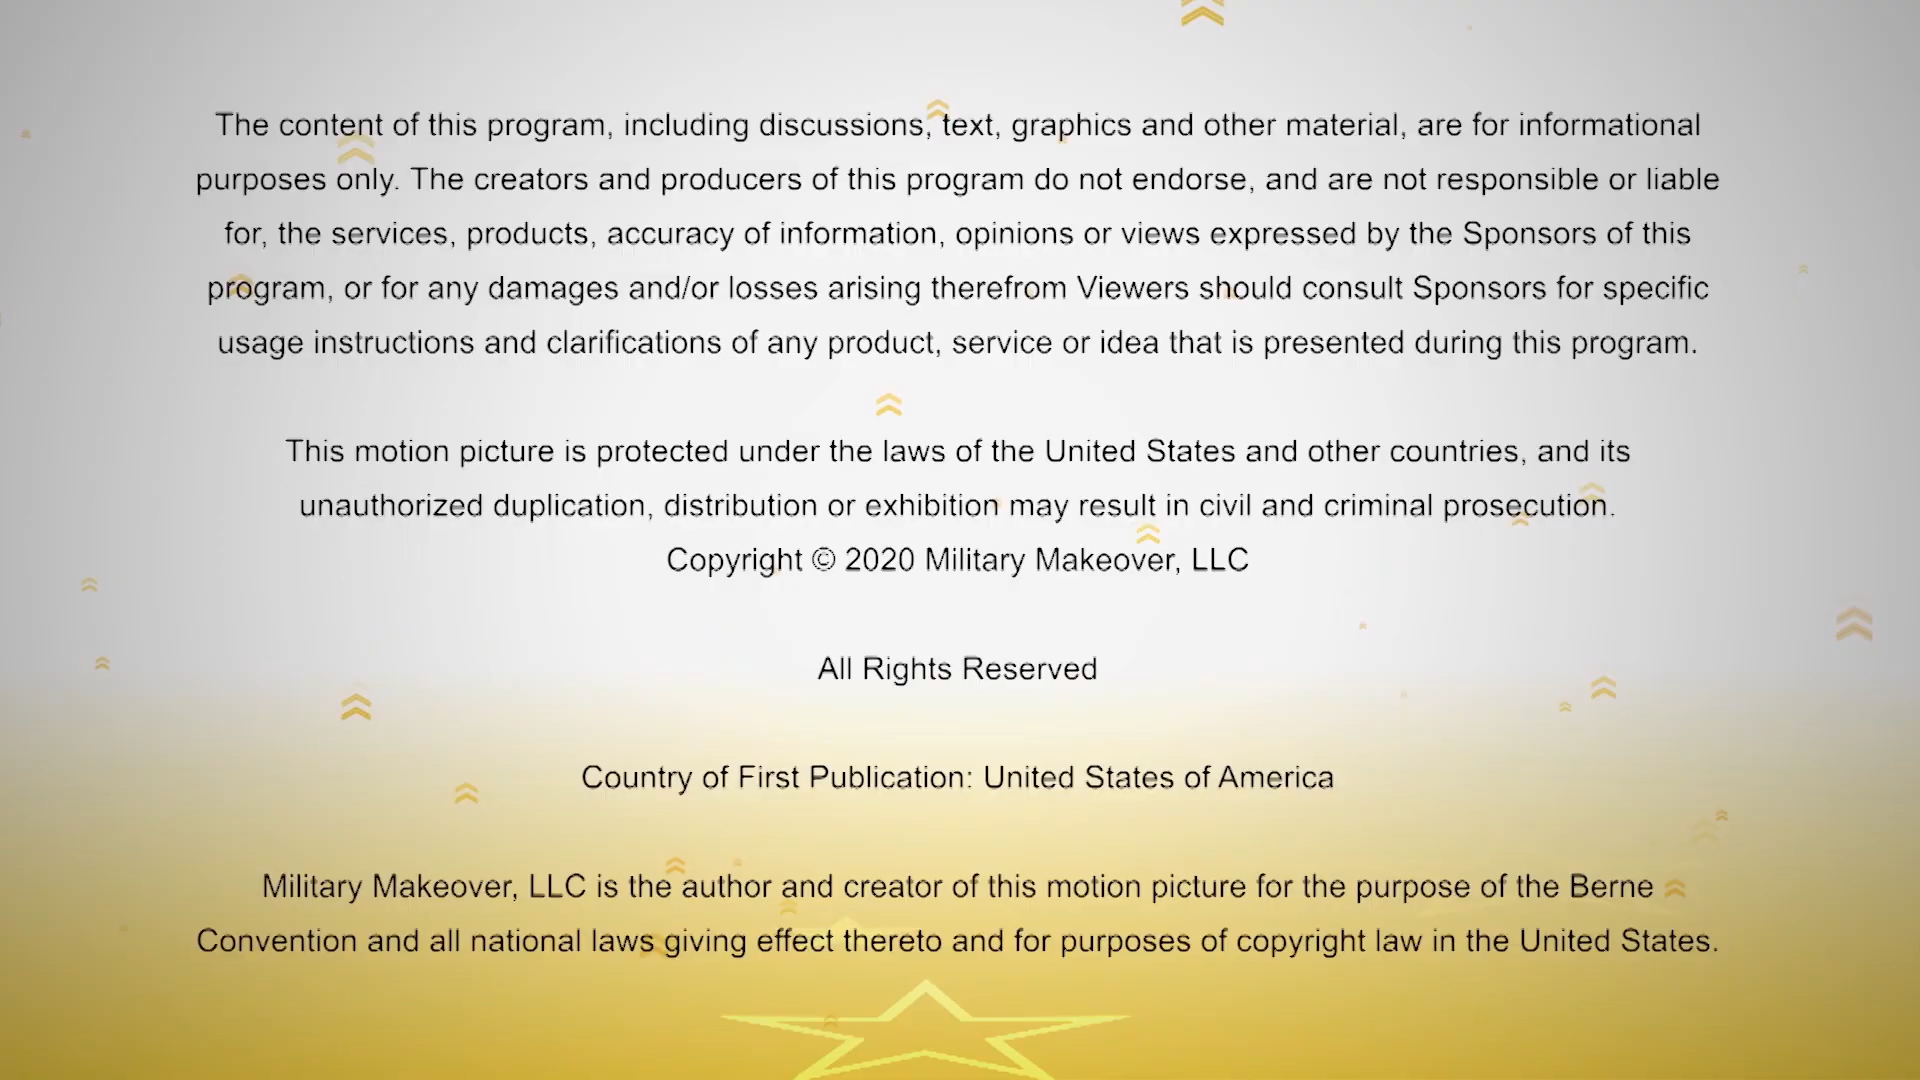 The content of this program, including discussions, text, graphics and other material, are for informational
purposes only. The creators and producers of this program do not endorse, and are not responsible or liable
for, the services, products, accuracy of information, opinions or views expressed by the Sponsors of this
program, or for any damages and/or losses arising therefrom Viewers should consult Sponsors for specific
usage instructions and clarifications of any product, service or idea that is presented during this program.
This motion picture is protected under the laws of the United States and other countries, and its
unauthorized duplication, distribution or exhibition may result in civil and criminal prosecution.
Copyright © 2020 Military Makeover, LLC
All Rights Reserved
Country of First Publication: United States of America
Military Makeover, LLC is the author and creator of this motion picture for the purpose of the Berne
Convention and all national laws giving effect thereto and for purposes of copyright law in the United States.